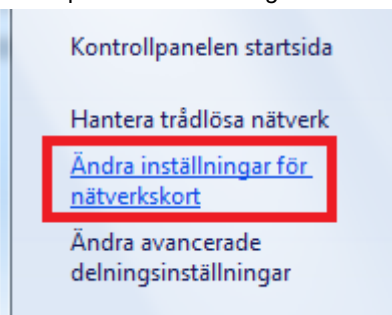 Kontrollpanelen startsida
Hantera trådlösa nätverk
Ändra inställningar för
nätverkskort
Ändra avancerade
delningsinställningar